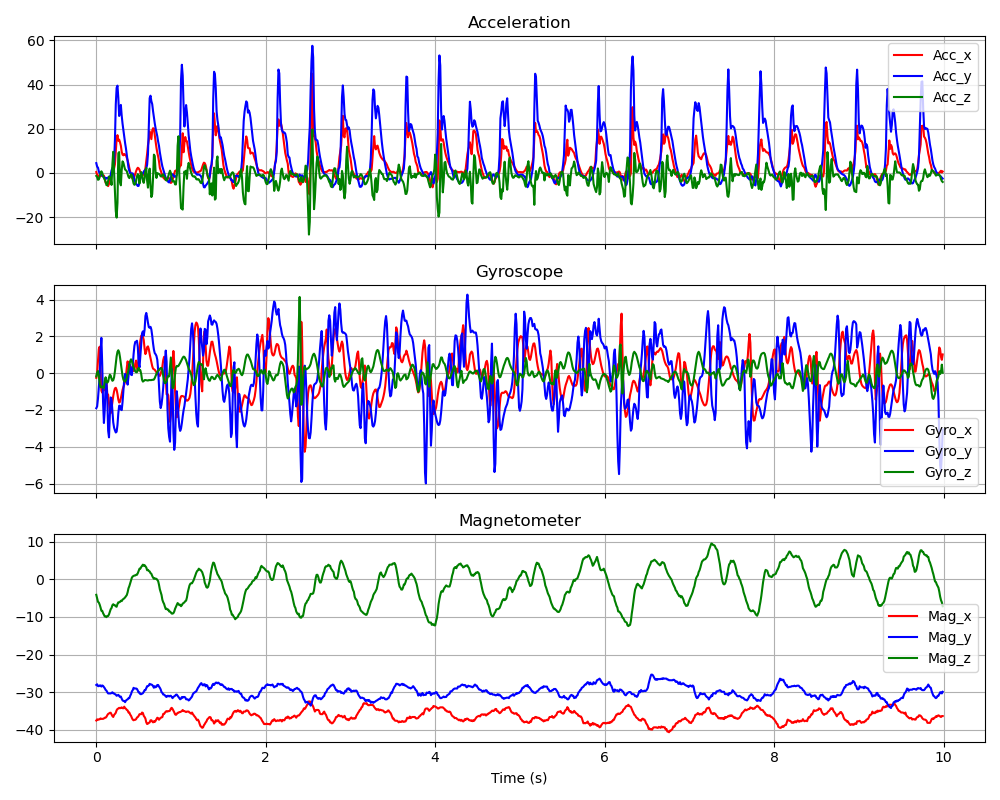 Acceleration
60
40
20
0
−20
Acc_x
Acc_y
Acc_z
Gyroscope
4
2
0
−2
−4
−6
Gyro_x
Gyro_y
Gyro_z
Magnetometer
10
0
−10
−20
−30
−40
Mag_x
Mag_y
Mag_z
0 2 4 6 8 10
Time (s)